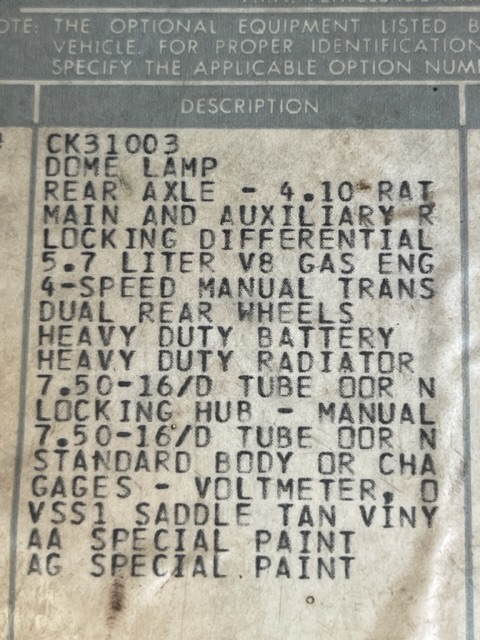 OTE: THE OPTIONAL EQUIPMENT LISTED B
VEHICLE. FOR PROPER IDENTIFICATION
SPECIFY THE APPLICABLE OPTION NUM
DESCRIPTION
CK31003
DOME LAMP
REAR AXLE - 4.10 RAT
MAIN AND AUXILIARY R
LOCKING DIFFERENTIAL
5.7 LITER V8 GAS ENG
4-SPEED MANUAL TRANS
DUAL REAR WHEELS
HEAVY DUTY BATTERY
HEAVY DUTY RADIATOR
7.50-16/D TUBE OOR N
LOCKING HUB - MANUAL
7.50-16/D TUBE OOR N
STANDARD BODY OR CHA
GAGES - VOLTMETER, O
VSS1 SADDLE TAN VINY
AA SPECIAL PAINT
AG SPECIAL PAINT